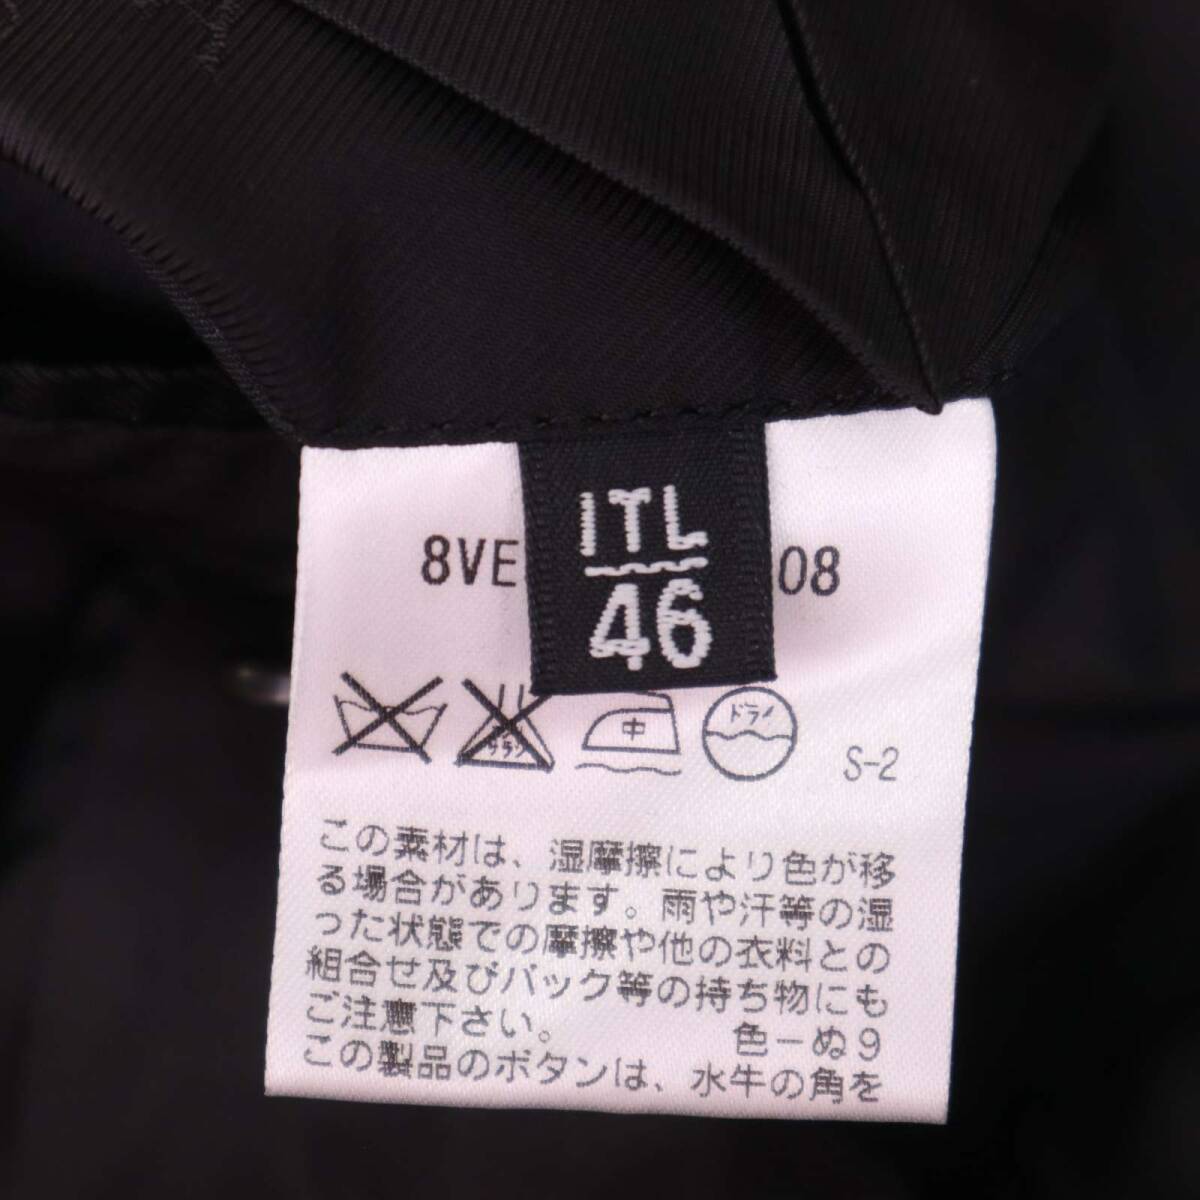 ITL
46
8VE 08
エンソ
サラシ
中
ドライ
S-2
この素材は、湿摩擦により色が移
る場合があります。雨や汗等の湿
った状態での摩擦や他の衣料との
組合せ及びバック等の持ち物にも
ご注意下さい。 色ーぬ9
この製品のボタンは、水牛の角を